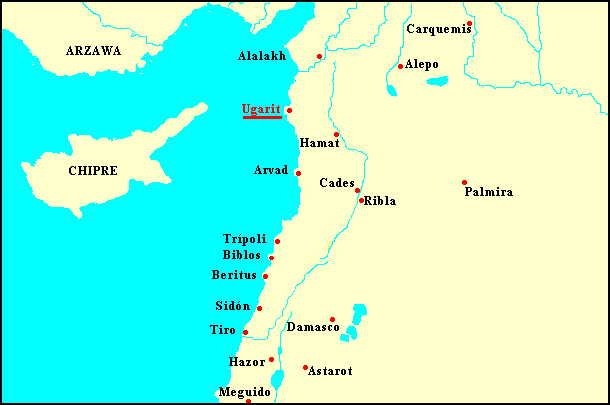 Carquemis
ARZAWA
Alalakh
Alepo
Ugarit
Hamat
Arvad
CHIPRE
Cades
Palmira
Ribla
Trípoli
Biblos
Beritus
Sidón
Damasco
Tiro
Hazor
Astarot
Meguido